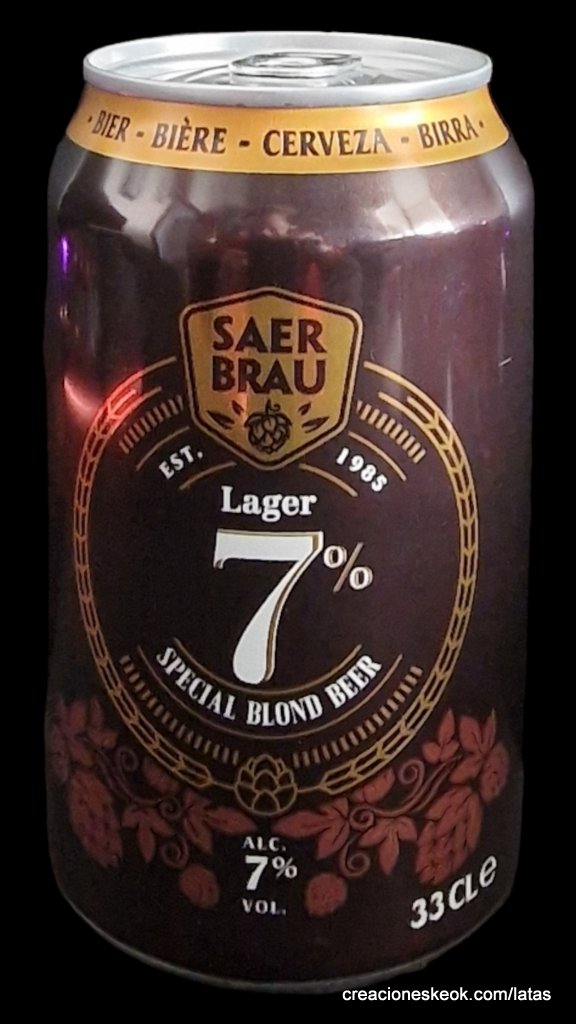 · BIER - BIÈRE - CERVEZA - BIRRA ·
SAER
BRAU
EST. 1985
Lager
7%
SPECIAL BLOND BEER
ALC.
7%
VOL.
33 CL e
creacioneskeok.com/latas